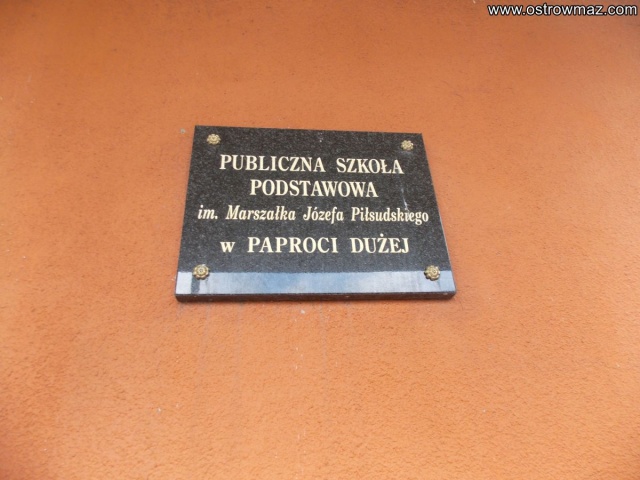 www.ostrowmaz.com
PUBLICZNA SZKOŁA
PODSTAWOWA
im. Marszałka Józefa Piłsudskiego
w PAPROCI DUŻEJ